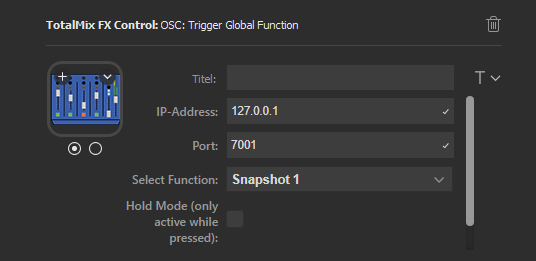 TotalMix FX Control: OSC: Trigger Global Function
Titel:
T
IP-Address: 127.0.0.1
Port: 7001
Select Function: Snapshot 1
Hold Mode (only
active while
pressed):